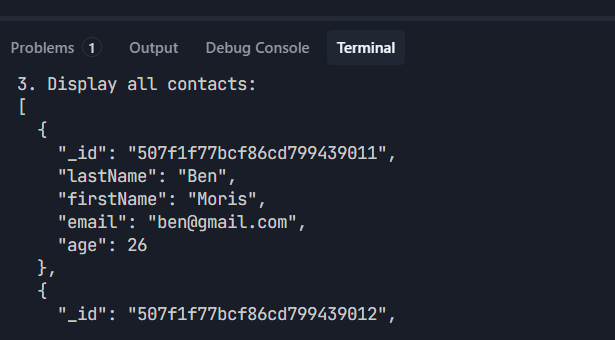 Problems 1 Output Debug Console Terminal
3. Display all contacts:
[
  {
    "_id": "507f1f77bcf86cd799439011",
    "lastName": "Ben",
    "firstName": "Moris",
    "email": "ben@gmail.com",
    "age": 26
  },
  {
    "_id": "507f1f77bcf86cd799439012",